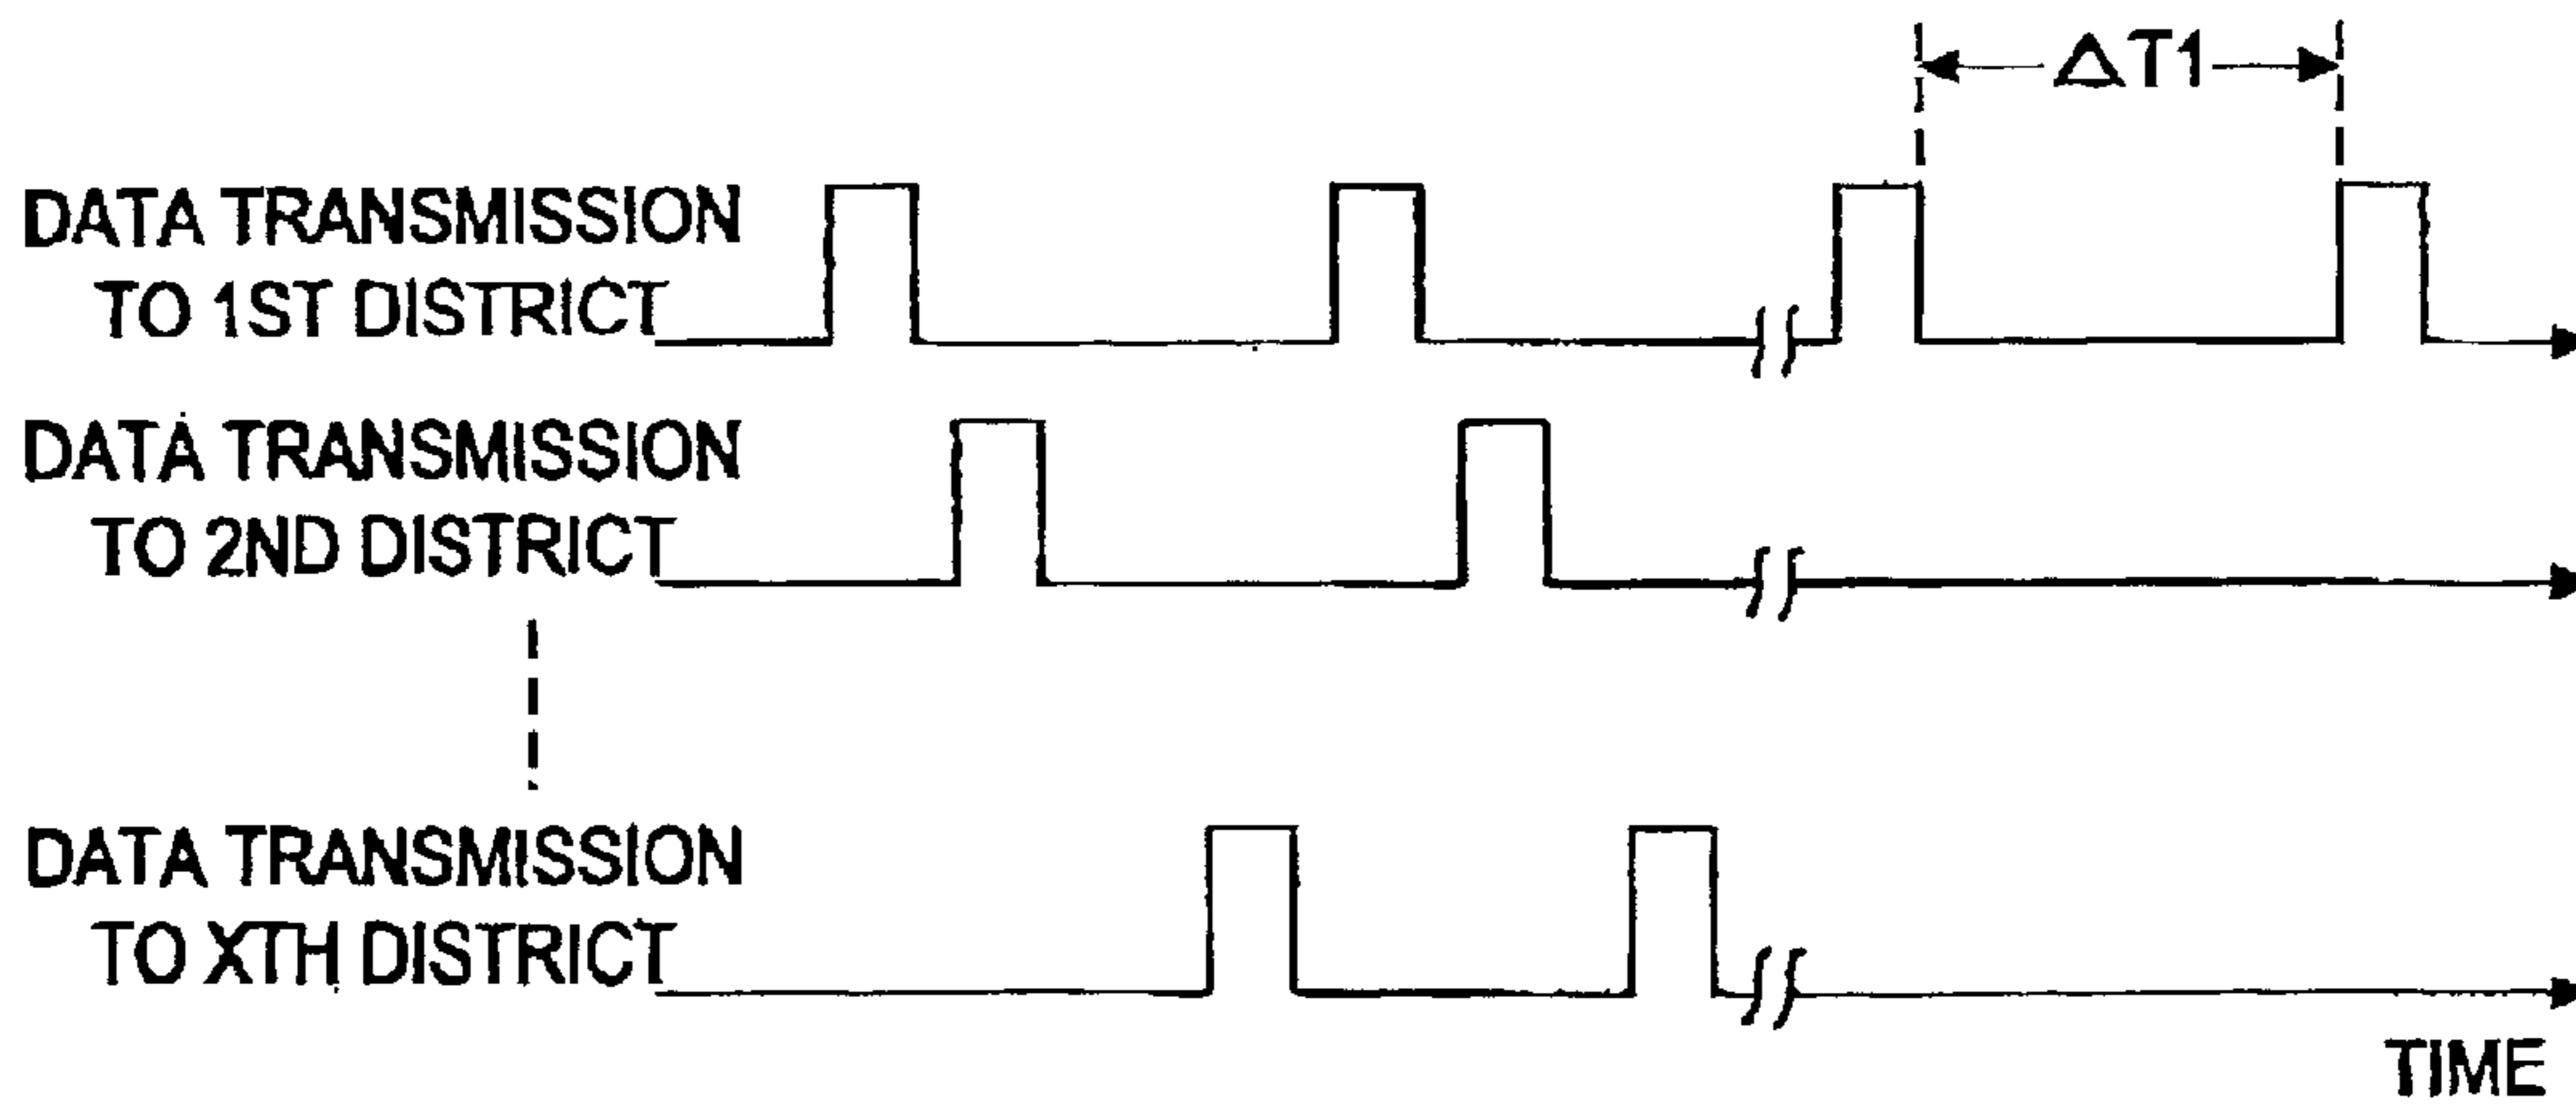 ΔT1
DATA TRANSMISSION
TO 1ST DISTRICT
DATA TRANSMISSION
TO 2ND DISTRICT
DATA TRANSMISSION
TO XTH DISTRICT
TIME